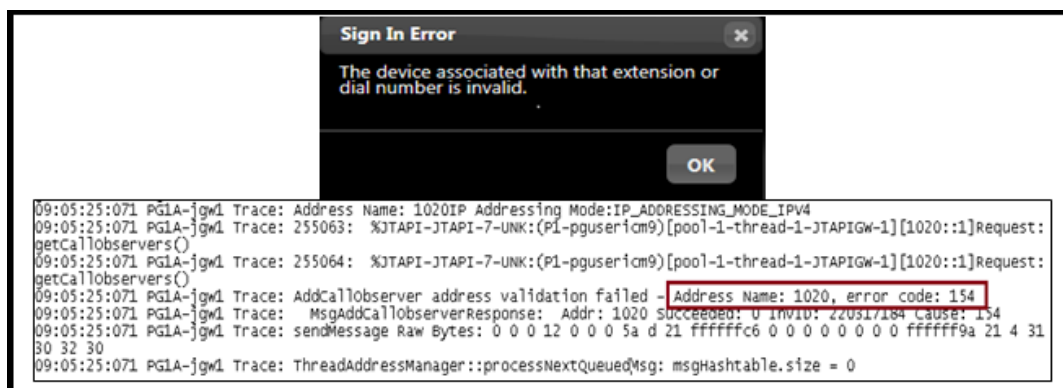 Sign In Error
The device associated with that extension or
dial number is invalid.
OK
09:05:25:071 PG1A-jgw1 Trace: Address Name: 1020IP Addressing Mode:IP_ADDRESSING_MODE_IPV4
09:05:25:071 PG1A-jgw1 Trace: 255063: %JTAPI-JTAPI-7-UNK:(P1-pgusericm9)[pool-1-thread-1-JTAPIGW-1][1020::1]Request:
getCallobservers()
09:05:25:071 PG1A-jgw1 Trace: 255064: %JTAPI-JTAPI-7-UNK:(P1-pgusericm9)[pool-1-thread-1-JTAPIGW-1][1020::1]Request:
getCallobservers()
09:05:25:071 PG1A-jgw1 Trace: AddCallObserver address validation failed - Address Name: 1020, error code: 154
09:05:25:071 PG1A-jgw1 Trace: MsgAddCallObserverResponse: Addr: 1020 Succeeded: 0 InvID: 220317184 Cause: 154
09:05:25:071 PG1A-jgw1 Trace: sendMessage Raw Bytes: 0 0 0 12 0 0 0 5a d 21 ffffffc6 0 0 0 0 0 0 0 0 ffffff9a 21 4 31
30 32 30
09:05:25:071 PG1A-jgw1 Trace: ThreadAddressManager::processNextQueuedMsg: msgHashtable.size = 0